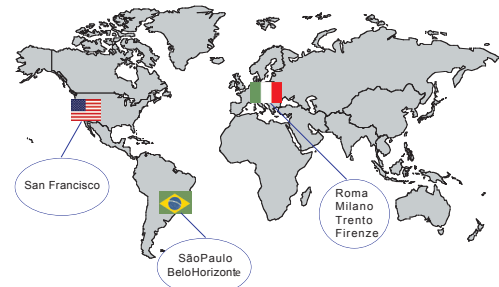 San Francisco
SãoPaulo
BeloHorizonte
Roma
Milano
Trento
Firenze